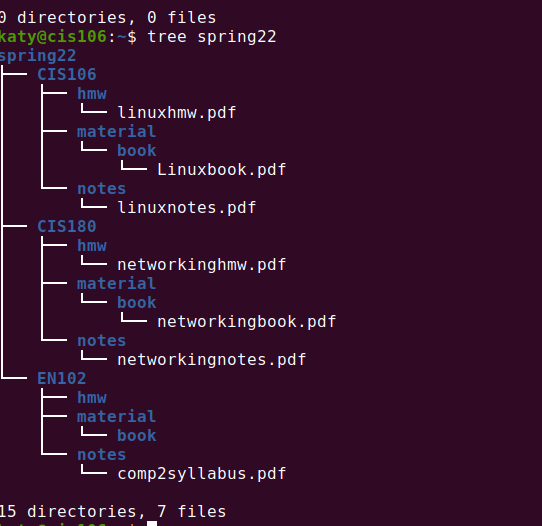 0 directories, 0 files
katy@cis106:~$ tree spring22
spring22
├── CIS106
│   ├── hmw
│   │   └── linuxhmw.pdf
│   ├── material
│   │   └── book
│   │       └── Linuxbook.pdf
│   └── notes
│       └── linuxnotes.pdf
├── CIS180
│   ├── hmw
│   │   └── networkinghmw.pdf
│   ├── material
│   │   └── book
│   │       └── networkingbook.pdf
│   └── notes
│       └── networkingnotes.pdf
└── EN102
    ├── hmw
    ├── material
    │   └── book
    └── notes
        └── comp2syllabus.pdf
15 directories, 7 files